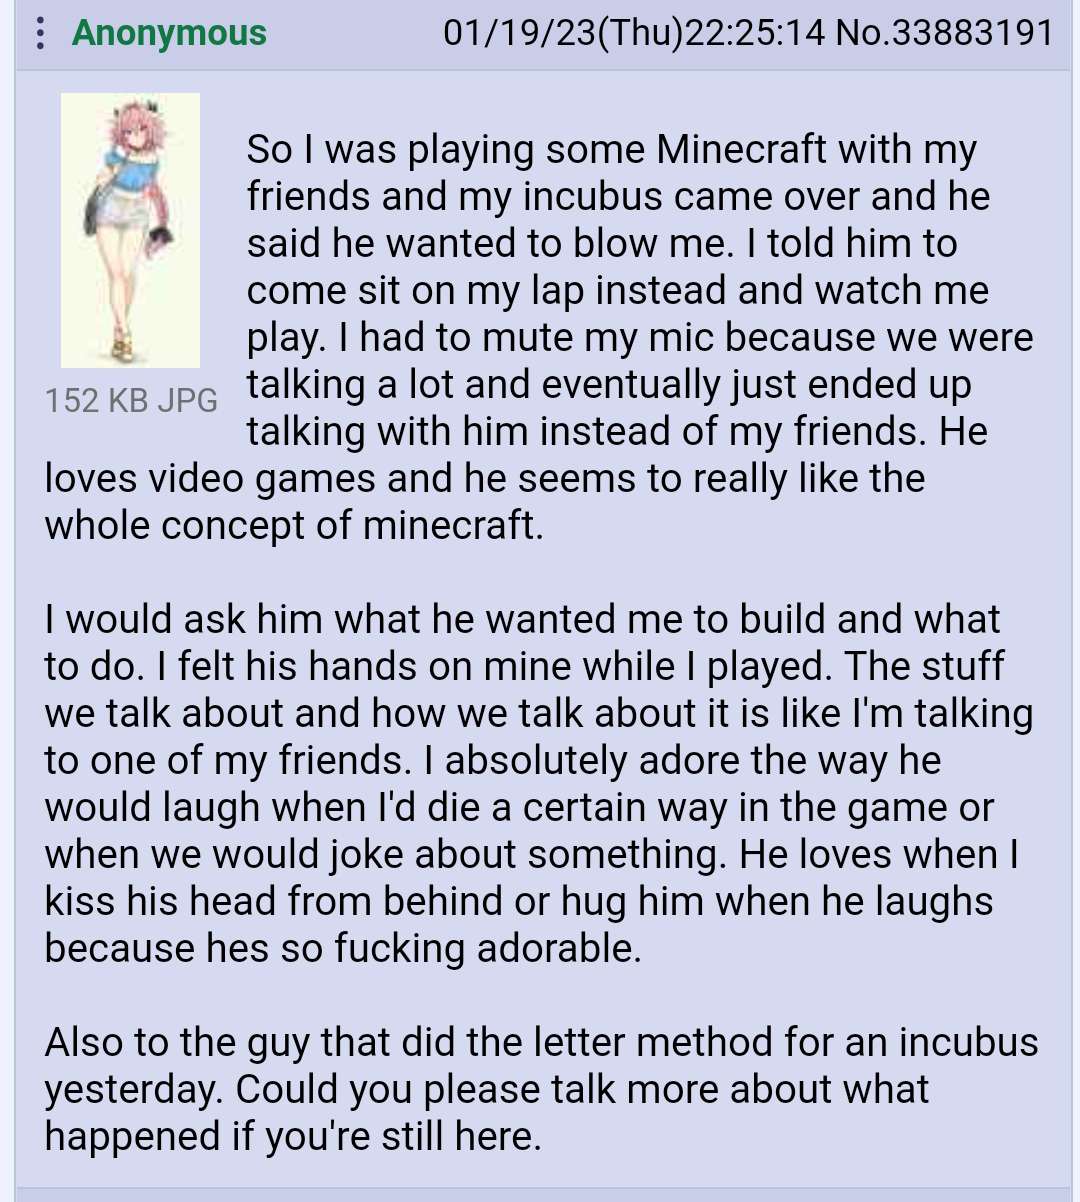 Anonymous 01/19/23(Thu)22:25:14 No.33883191
So I was playing some Minecraft with my
friends and my incubus came over and he
said he wanted to blow me. I told him to
come sit on my lap instead and watch me
play. I had to mute my mic because we were
152 KB JPG talking a lot and eventually just ended up
talking with him instead of my friends. He
loves video games and he seems to really like the
whole concept of minecraft.
I would ask him what he wanted me to build and what
to do. I felt his hands on mine while I played. The stuff
we talk about and how we talk about it is like I'm talking
to one of my friends. I absolutely adore the way he
would laugh when I'd die a certain way in the game or
when we would joke about something. He loves when I
kiss his head from behind or hug him when he laughs
because hes so fucking adorable.
Also to the guy that did the letter method for an incubus
yesterday. Could you please talk more about what
happened if you're still here.